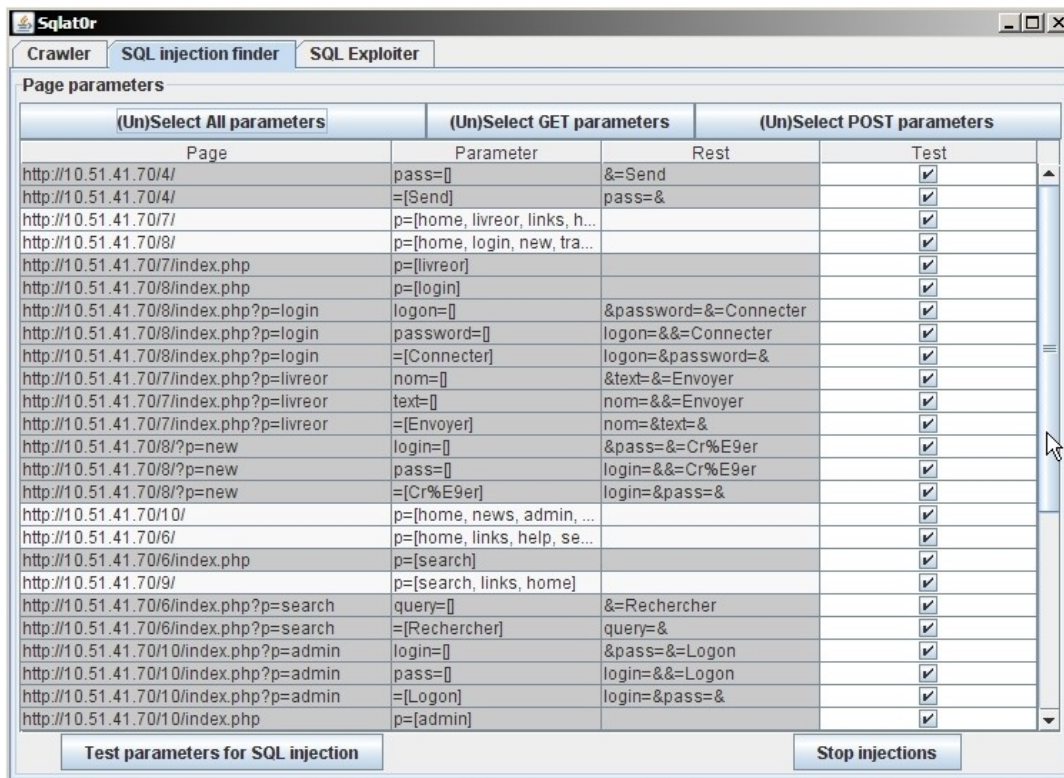 Sqlat0r
Crawler SQL injection finder SQL Exploiter
Page parameters
(Un)Select All parameters (Un)Select GET parameters (Un)Select POST parameters
Page Parameter Rest Test
http://10.51.41.70/4/ pass=[] &=Send
http://10.51.41.70/4/ =[Send] pass=&
http://10.51.41.70/7/ p=[home, livreor, links, h...
http://10.51.41.70/8/ p=[home, login, new, tra...
http://10.51.41.70/7/index.php p=[livreor]
http://10.51.41.70/8/index.php p=[login]
http://10.51.41.70/8/index.php?p=login logon=[] &password=&=Connecter
http://10.51.41.70/8/index.php?p=login password=[] logon=&&=Connecter
http://10.51.41.70/8/index.php?p=login =[Connecter] logon=&password=&
http://10.51.41.70/7/index.php?p=livreor nom=[] &text=&=Envoyer
http://10.51.41.70/7/index.php?p=livreor text=[] nom=&&=Envoyer
http://10.51.41.70/7/index.php?p=livreor =[Envoyer] nom=&text=&
http://10.51.41.70/8/?p=new login=[] &pass=&=Cr%E9er
http://10.51.41.70/8/?p=new pass=[] login=&&=Cr%E9er
http://10.51.41.70/8/?p=new =[Cr%E9er] login=&pass=&
http://10.51.41.70/10/ p=[home, news, admin, ...
http://10.51.41.70/6/ p=[home, links, help, se...
http://10.51.41.70/6/index.php p=[search]
http://10.51.41.70/9/ p=[search, links, home]
http://10.51.41.70/6/index.php?p=search query=[] &=Rechercher
http://10.51.41.70/6/index.php?p=search =[Rechercher] query=&
http://10.51.41.70/10/index.php?p=admin login=[] &pass=&=Logon
http://10.51.41.70/10/index.php?p=admin pass=[] login=&&=Logon
http://10.51.41.70/10/index.php?p=admin =[Logon] login=&pass=&
http://10.51.41.70/10/index.php p=[admin]
Test parameters for SQL injection Stop injections